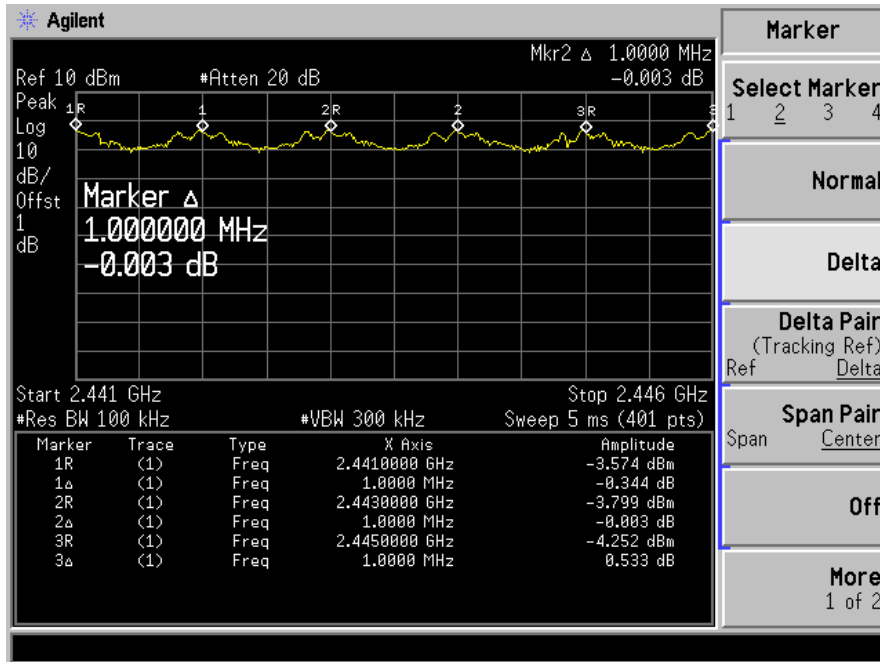 Agilent
Mkr2 Δ 1.0000 MHz
Ref 10 dBm #Atten 20 dB -0.003 dB
Peak
Log
10
dB/
Offst
1
dB
1R 1 2R 2 3R 3
Marker Δ
1.000000 MHz
-0.003 dB
Start 2.441 GHz Stop 2.446 GHz
#Res BW 100 kHz #VBW 300 kHz Sweep 5 ms (401 pts)
Marker Trace Type X Axis Amplitude
1R (1) Freq 2.4410000 GHz -3.574 dBm
1Δ (1) Freq 1.0000 MHz -0.344 dB
2R (1) Freq 2.4430000 GHz -3.799 dBm
2Δ (1) Freq 1.0000 MHz -0.003 dB
3R (1) Freq 2.4450000 GHz -4.252 dBm
3Δ (1) Freq 1.0000 MHz 0.533 dB
Marker
Select Marker
1 2 3 4
Normal
Delta
Delta Pair
(Tracking Ref)
Ref Delta
Span Pair
Span Center
Off
More
1 of 2